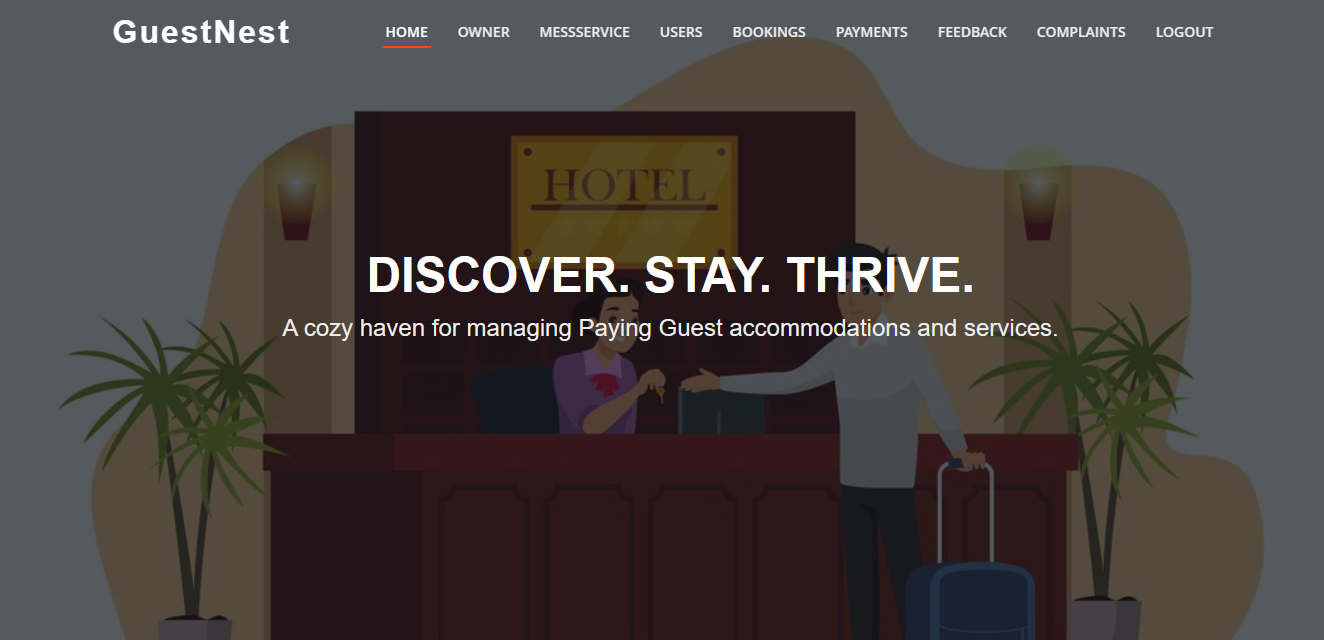 GuestNest
HOME OWNER MESSSERVICE USERS BOOKINGS PAYMENTS FEEDBACK COMPLAINTS LOGOUT
HOTEL
DISCOVER. STAY. THRIVE.
A cozy haven for managing Paying Guest accommodations and services.